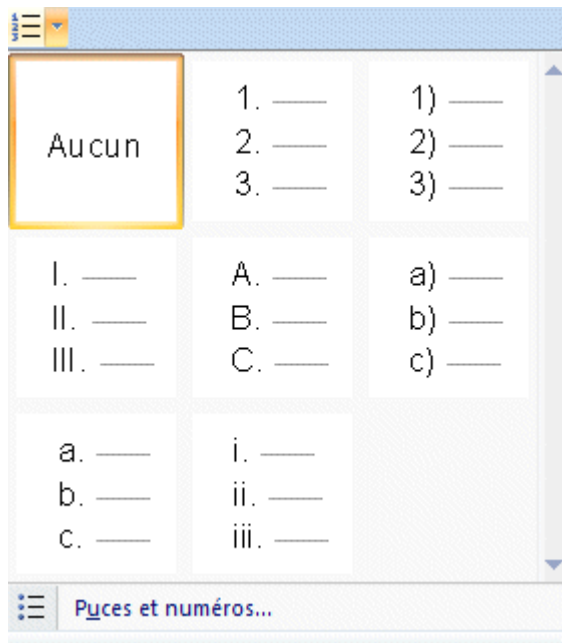 Aucun
1.
2.
3.
1)
2)
3)
I.
II.
III.
A.
B.
C.
a)
b)
c)
a.
b.
c.
i.
ii.
iii.
Puces et numéros...